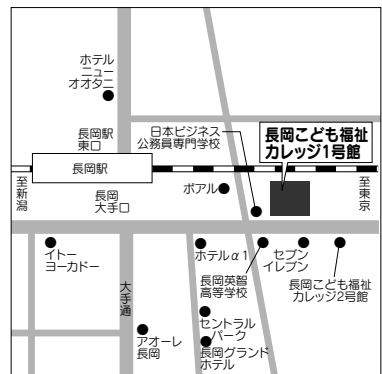 ホテル
ニュー
オオタニ
長岡駅
東口
日本ビジネス
公務員専門学校
長岡こども福祉
カレッジ1号館
長岡駅
至新潟
長岡
大手口
ボアル
至東京
イトー
ヨーカドー
大手通
ホテルα1
長岡英智
高等学校
セブン
イレブン
長岡こども福祉
カレッジ2号館
アオーレ
長岡
セントラル
パーク
長岡グランド
ホテル